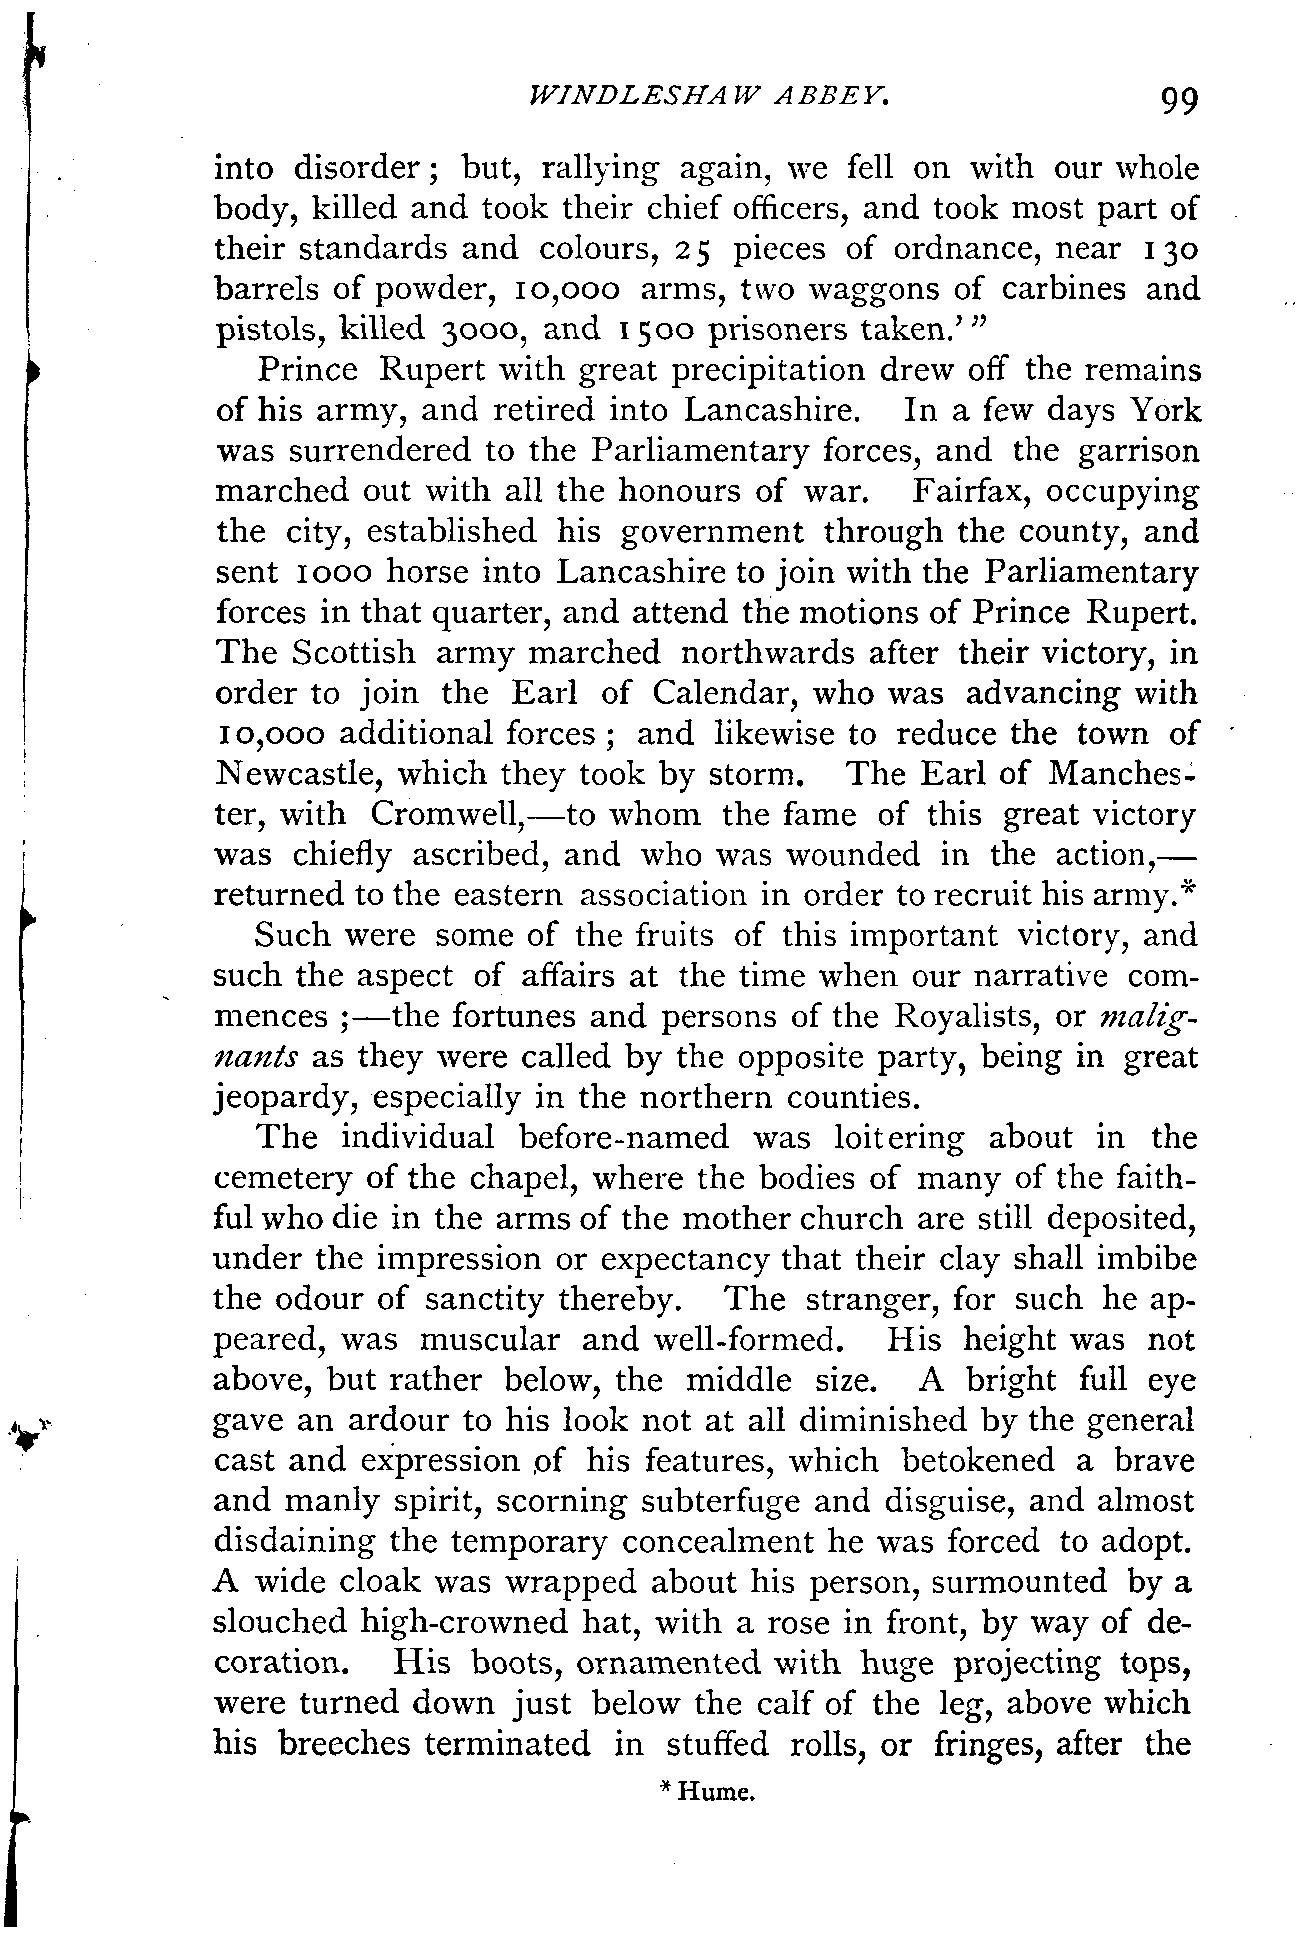 WINDLESHAW ABBEY. 99
into disorder; but, rallying again, we fell on with our whole
body, killed and took their chief officers, and took most part of
their standards and colours, 25 pieces of ordnance, near 130
barrels of powder, 10,000 arms, two waggons of carbines and
pistols, killed 3000, and 1500 prisoners taken.’”
Prince Rupert with great precipitation drew off the remains
of his army, and retired into Lancashire. In a few days York
was surrendered to the Parliamentary forces, and the garrison
marched out with all the honours of war. Fairfax, occupying
the city, established his government through the county, and
sent 1000 horse into Lancashire to join with the Parliamentary
forces in that quarter, and attend the motions of Prince Rupert.
The Scottish army marched northwards after their victory, in
order to join the Earl of Calendar, who was advancing with
10,000 additional forces; and likewise to reduce the town of
Newcastle, which they took by storm. The Earl of Manches-
ter, with Cromwell,—to whom the fame of this great victory
was chiefly ascribed, and who was wounded in the action,—
returned to the eastern association in order to recruit his army.*
Such were some of the fruits of this important victory, and
such the aspect of affairs at the time when our narrative com-
mences;—the fortunes and persons of the Royalists, or malig-
nants as they were called by the opposite party, being in great
jeopardy, especially in the northern counties.
The individual before-named was loitering about in the
cemetery of the chapel, where the bodies of many of the faith-
ful who die in the arms of the mother church are still deposited,
under the impression or expectancy that their clay shall imbibe
the odour of sanctity thereby. The stranger, for such he ap-
peared, was muscular and well-formed. His height was not
above, but rather below, the middle size. A bright full eye
gave an ardour to his look not at all diminished by the general
cast and expression of his features, which betokened a brave
and manly spirit, scorning subterfuge and disguise, and almost
disdaining the temporary concealment he was forced to adopt.
A wide cloak was wrapped about his person, surmounted by a
slouched high-crowned hat, with a rose in front, by way of de-
coration. His boots, ornamented with huge projecting tops,
were turned down just below the calf of the leg, above which
his breeches terminated in stuffed rolls, or fringes, after the
* Hume.